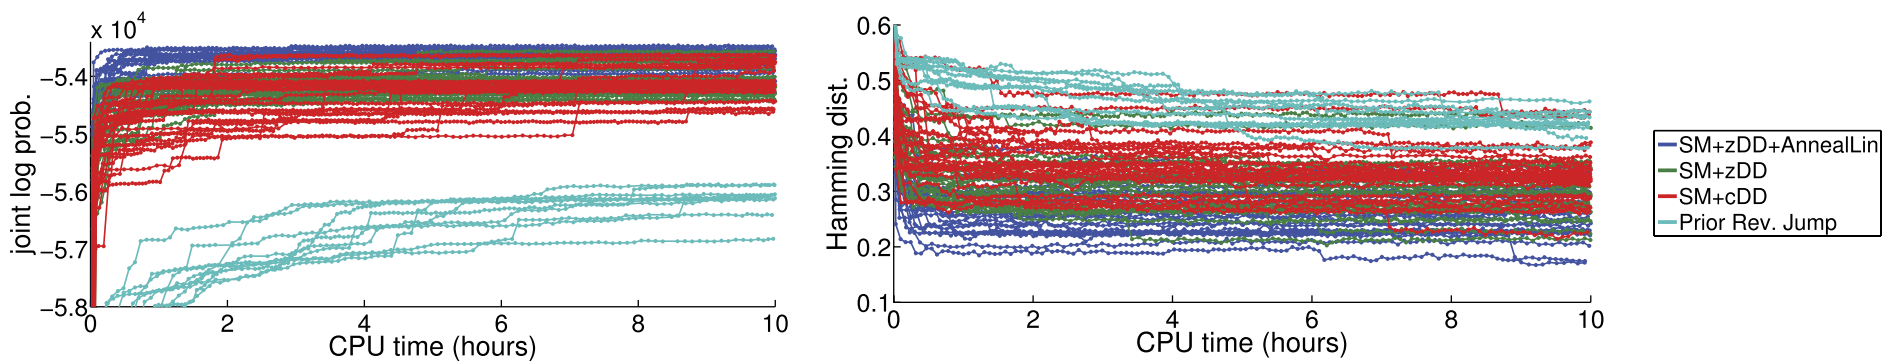 x 10^4
−5.4
−5.5
−5.6
−5.7
−5.8
joint log prob.
0 2 4 6 8 10
CPU time (hours)
0.6
0.5
0.4
0.3
0.2
0.1
Hamming dist.
0 2 4 6 8 10
CPU time (hours)
SM+zDD+AnnealLin
SM+zDD
SM+cDD
Prior Rev. Jump